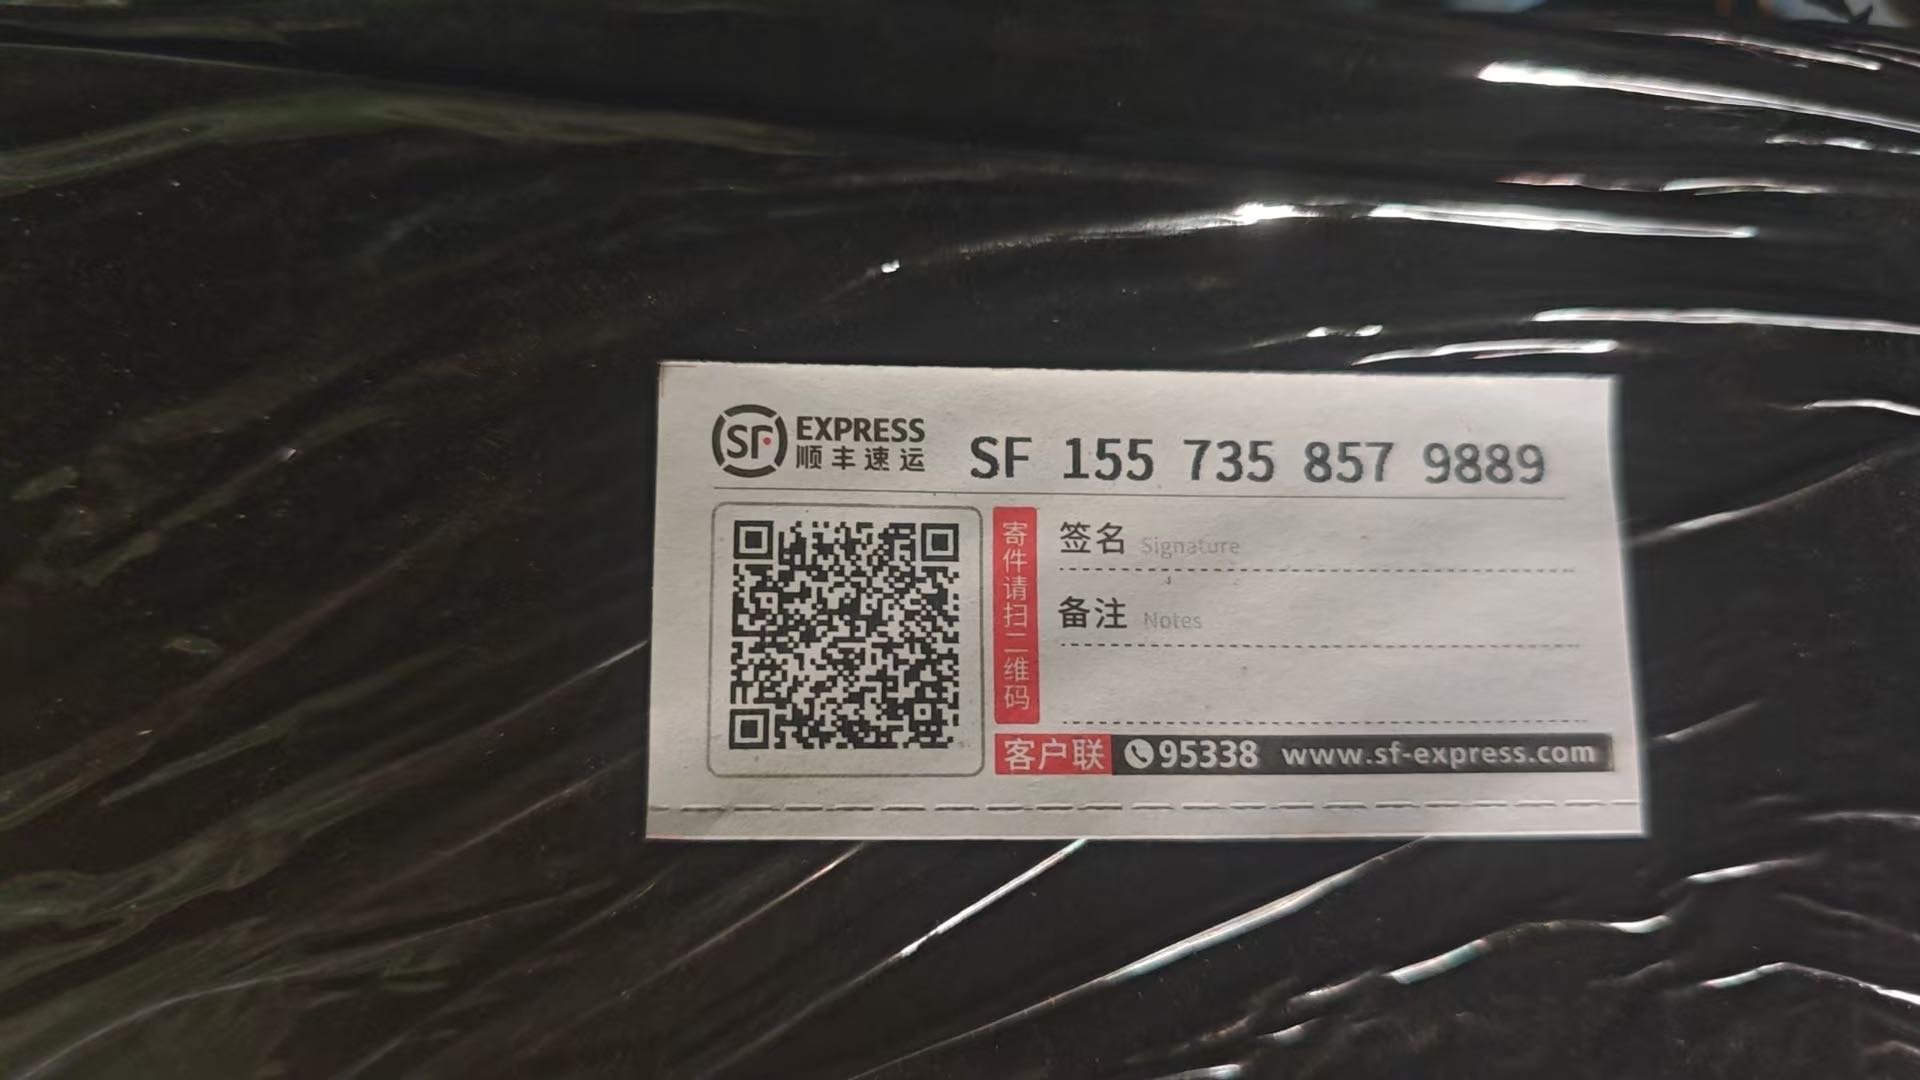 SF EXPRESS
顺丰速运
SF 155 735 857 9889
寄件请扫二维码
签名 Signature
备注 Notes
客户联 95338 www.sf-express.com